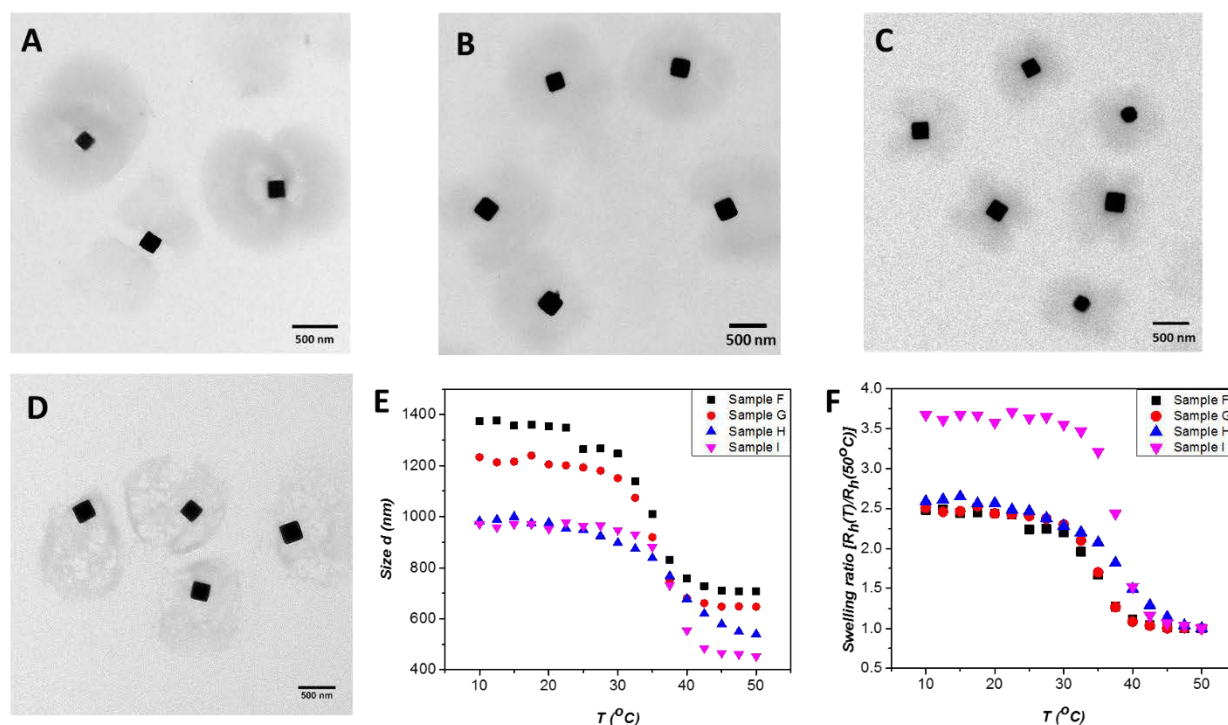 A
500 nm
B
500 nm
C
500 nm
D
500 nm
E
Size d (nm)
1400
1200
1000
800
600
400
Sample F
Sample G
Sample H
Sample I
10
20
30
40
50
T (°C)
F
Swelling ratio [Rh(T)/Rh(50°C)]
4.0
3.5
3.0
2.5
2.0
1.5
1.0
0.5
Sample F
Sample G
Sample H
Sample I
10
20
30
40
50
T (°C)